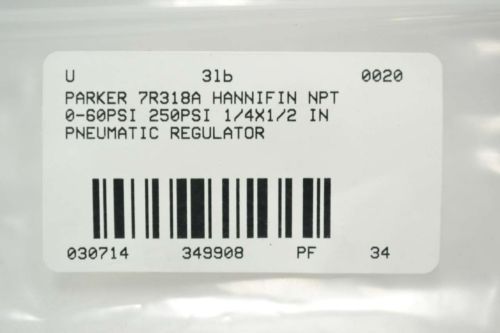 U 3lb 0020
PARKER 7R318A HANNIFIN NPT
0-60PSI 250PSI 1/4X1/2 IN
PNEUMATIC REGULATOR
030714 349908 PF 34